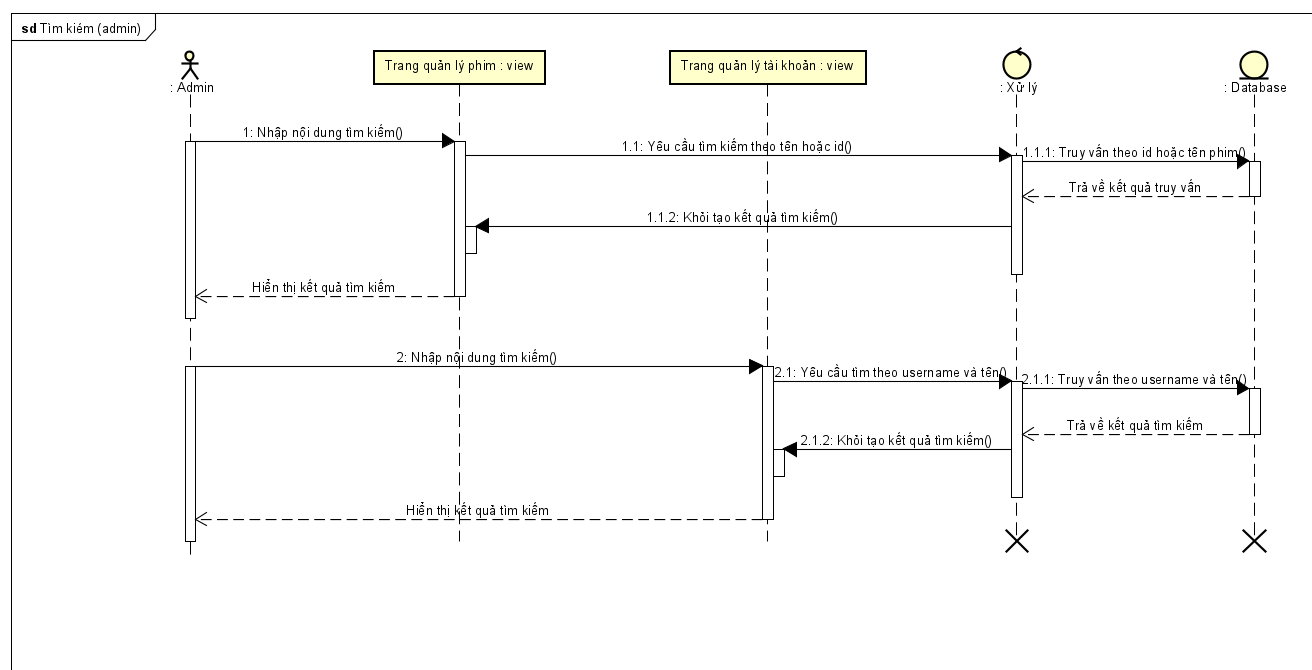 sd Tìm kiếm (admin)
: Admin
Trang quản lý phim : view
Trang quản lý tài khoản : view
: Xử lý
: Database
1: Nhập nội dung tìm kiếm()
1.1: Yêu cầu tìm kiếm theo tên hoặc id()
1.1.1: Truy vấn theo id hoặc tên phim()
Trả về kết quả truy vấn
1.1.2: Khỏi tạo kết quả tìm kiếm()
Hiển thị kết quả tìm kiếm
2: Nhập nội dung tìm kiếm()
2.1: Yêu cầu tìm theo username và tên()
2.1.1: Truy vấn theo username và tên()
Trả về kết quả tìm kiếm
2.1.2: Khỏi tạo kết quả tìm kiếm()
Hiển thị kết quả tìm kiếm